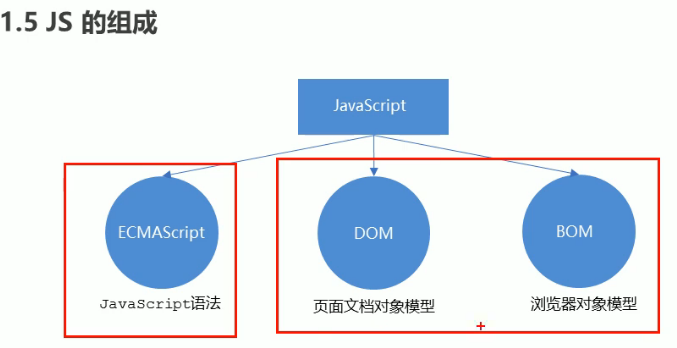 1.5 JS 的组成
JavaScript
ECMAScript
DOM
BOM
JavaScript语法
页面文档对象模型
浏览器对象模型